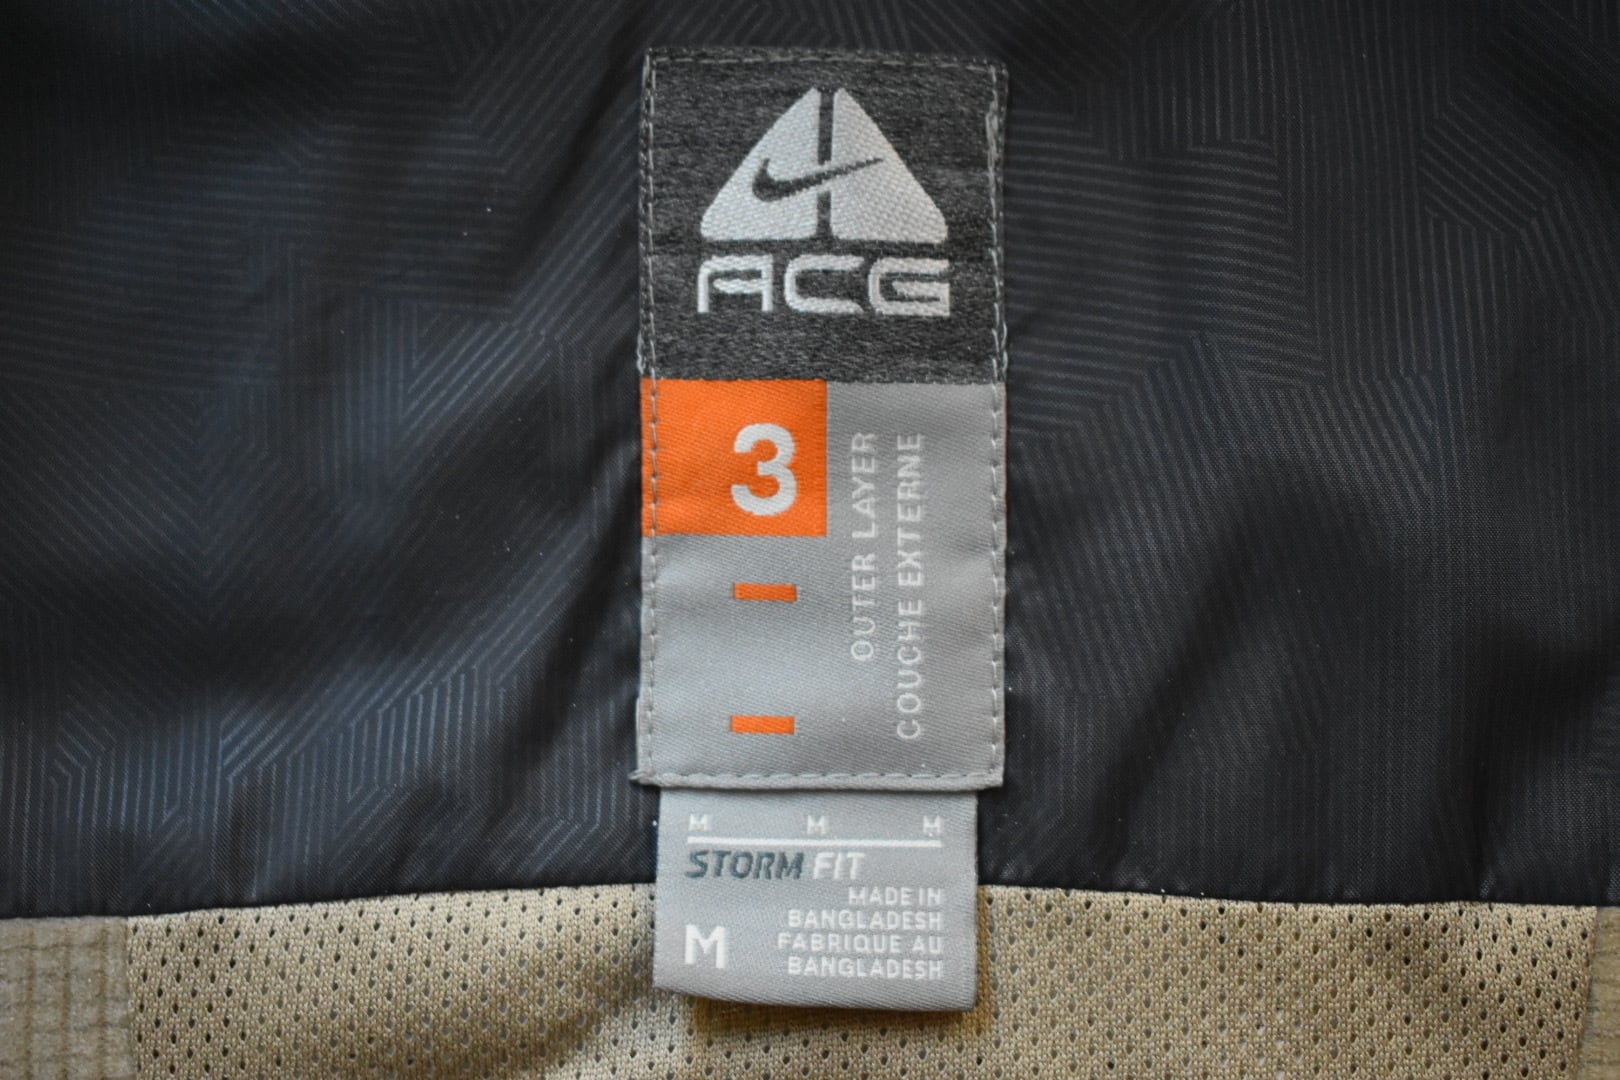 ACG
3
OUTER LAYER
COUCHE EXTERNE
M M M
STORM FIT
MADE IN
BANGLADESH
FABRIQUE AU
BANGLADESH
M